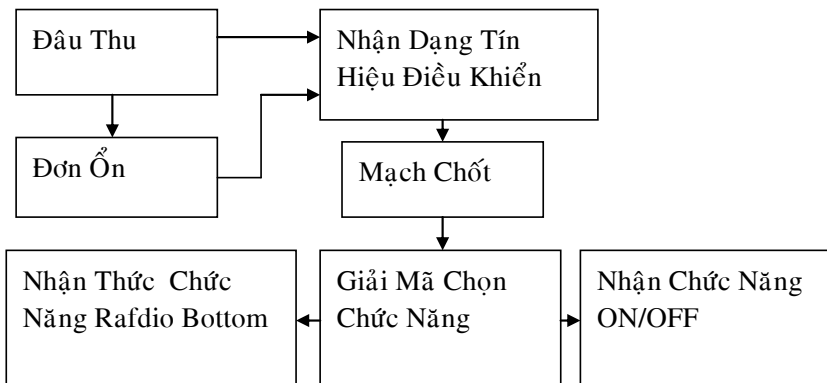 Đâu Thu
Nhận Dạng Tín
Hiệu Điều Khiển
Đơn Ổn
Mạch Chốt
Nhận Thức Chức
Năng Rafdio Bottom
Giải Mã Chọn
Chức Năng
Nhận Chức Năng
ON/OFF